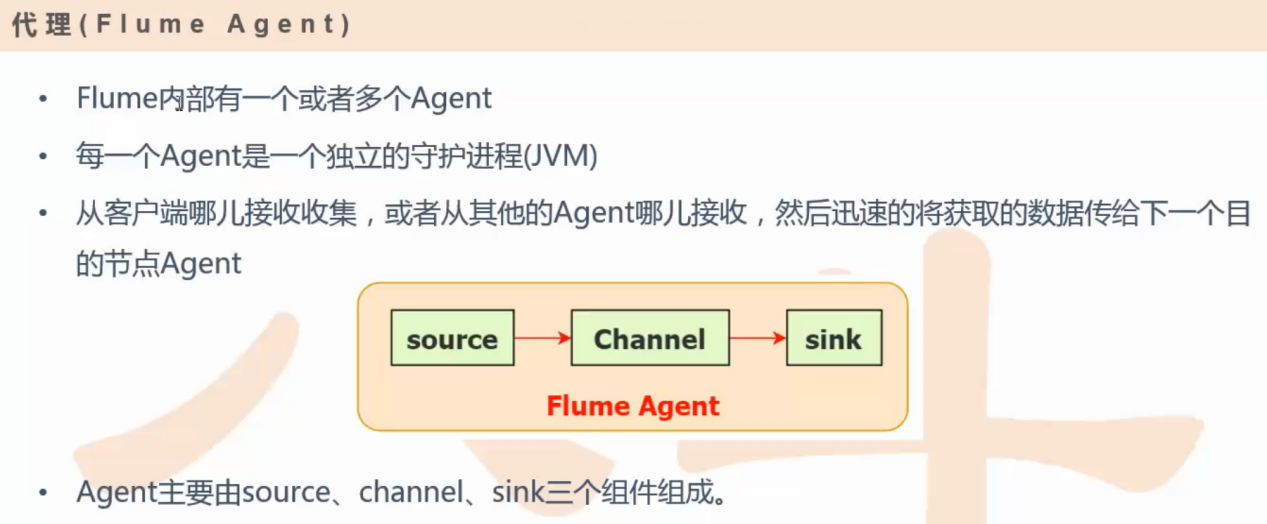 代理(Flume Agent)
• Flume内部有一个或者多个Agent
• 每一个Agent是一个独立的守护进程(JVM)
• 从客户端哪儿接收收集，或者从其他的Agent哪儿接收，然后迅速的将获取的数据传给下一个目
的节点Agent
source Channel sink
Flume Agent
• Agent主要由source、channel、sink三个组件组成。